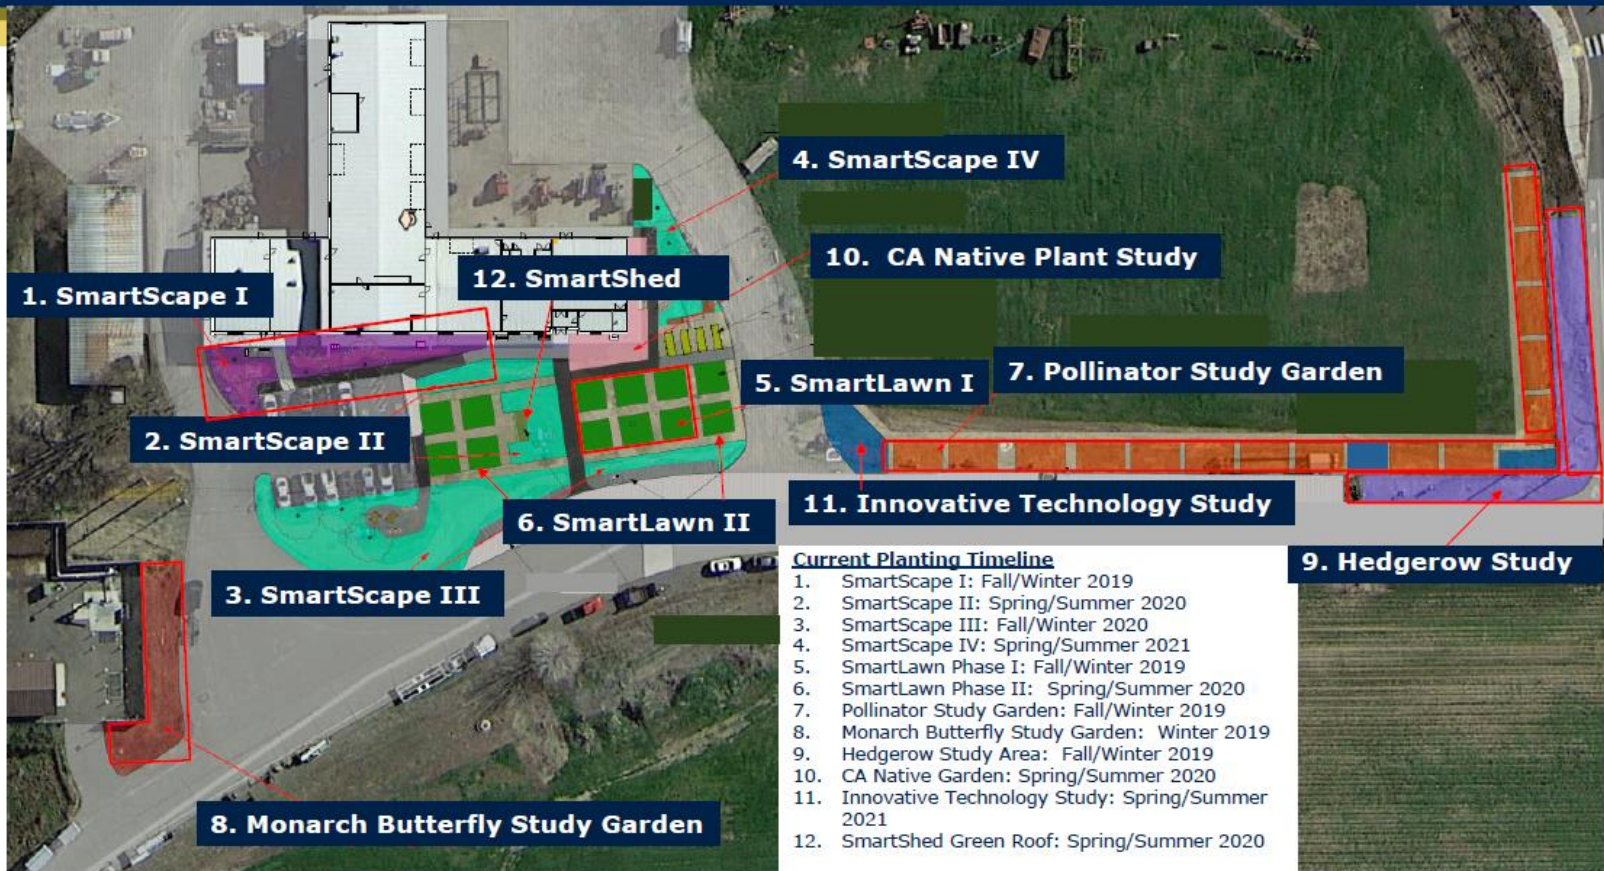 4. SmartScape IV
10. CA Native Plant Study
12. SmartShed
1. SmartScape I
5. SmartLawn I
7. Pollinator Study Garden
2. SmartScape II
11. Innovative Technology Study
6. SmartLawn II
9. Hedgerow Study
3. SmartScape III
8. Monarch Butterfly Study Garden
Current Planting Timeline
1. SmartScape I: Fall/Winter 2019
2. SmartScape II: Spring/Summer 2020
3. SmartScape III: Fall/Winter 2020
4. SmartScape IV: Spring/Summer 2021
5. SmartLawn Phase I: Fall/Winter 2019
6. SmartLawn Phase II: Spring/Summer 2020
7. Pollinator Study Garden: Fall/Winter 2019
8. Monarch Butterfly Study Garden: Winter 2019
9. Hedgerow Study Area: Fall/Winter 2019
10. CA Native Garden: Spring/Summer 2020
11. Innovative Technology Study: Spring/Summer
2021
12. SmartShed Green Roof: Spring/Summer 2020